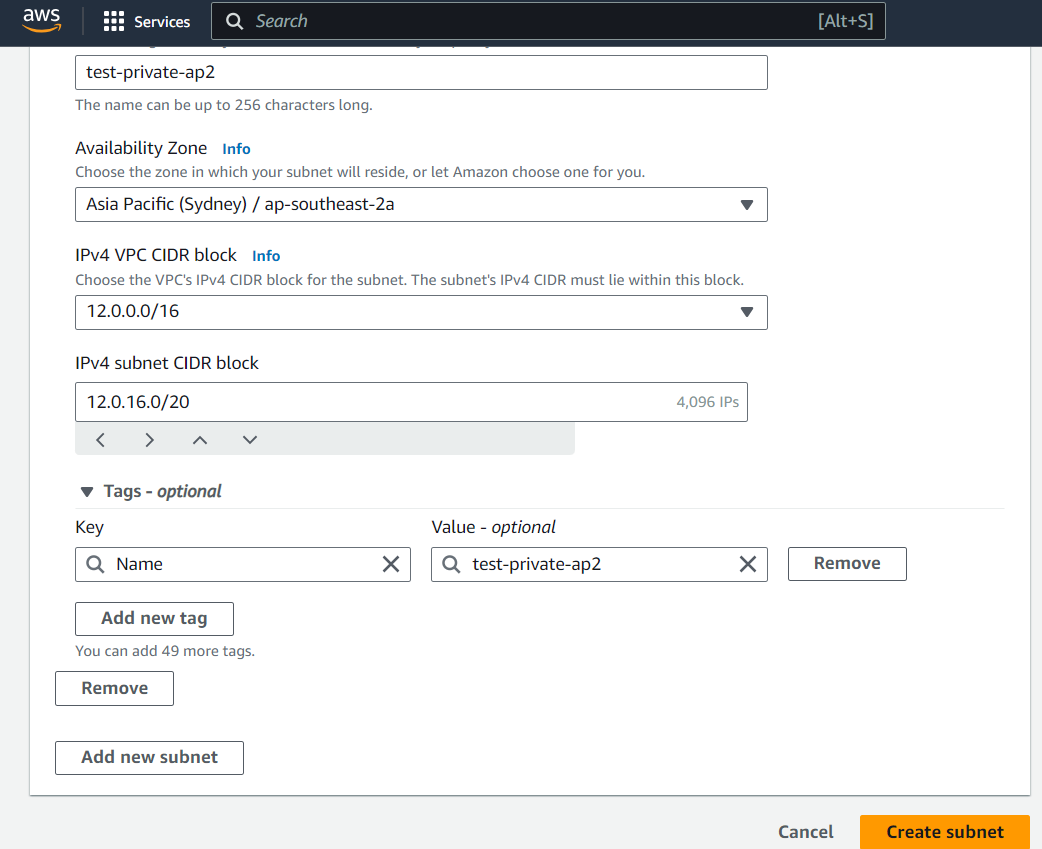 aws
Services
Search
[Alt+S]
test-private-ap2
The name can be up to 256 characters long.
Availability Zone Info
Choose the zone in which your subnet will reside, or let Amazon choose one for you.
Asia Pacific (Sydney) / ap-southeast-2a
IPv4 VPC CIDR block Info
Choose the VPC's IPv4 CIDR block for the subnet. The subnet's IPv4 CIDR must lie within this block.
12.0.0.0/16
IPv4 subnet CIDR block
12.0.16.0/20
4,096 IPs
Tags - optional
Key
Value - optional
Name
test-private-ap2
Remove
Add new tag
You can add 49 more tags.
Remove
Add new subnet
Cancel
Create subnet